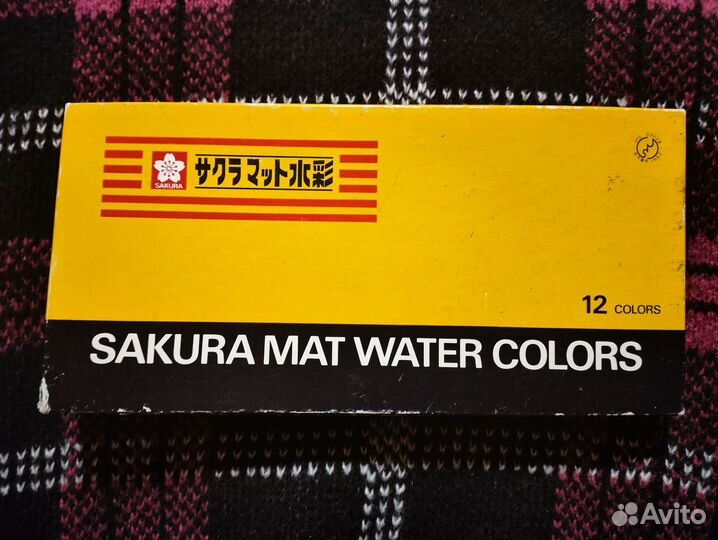 サクラマット水彩
SAKURA
12 COLORS
SAKURA MAT WATER COLORS
Avito